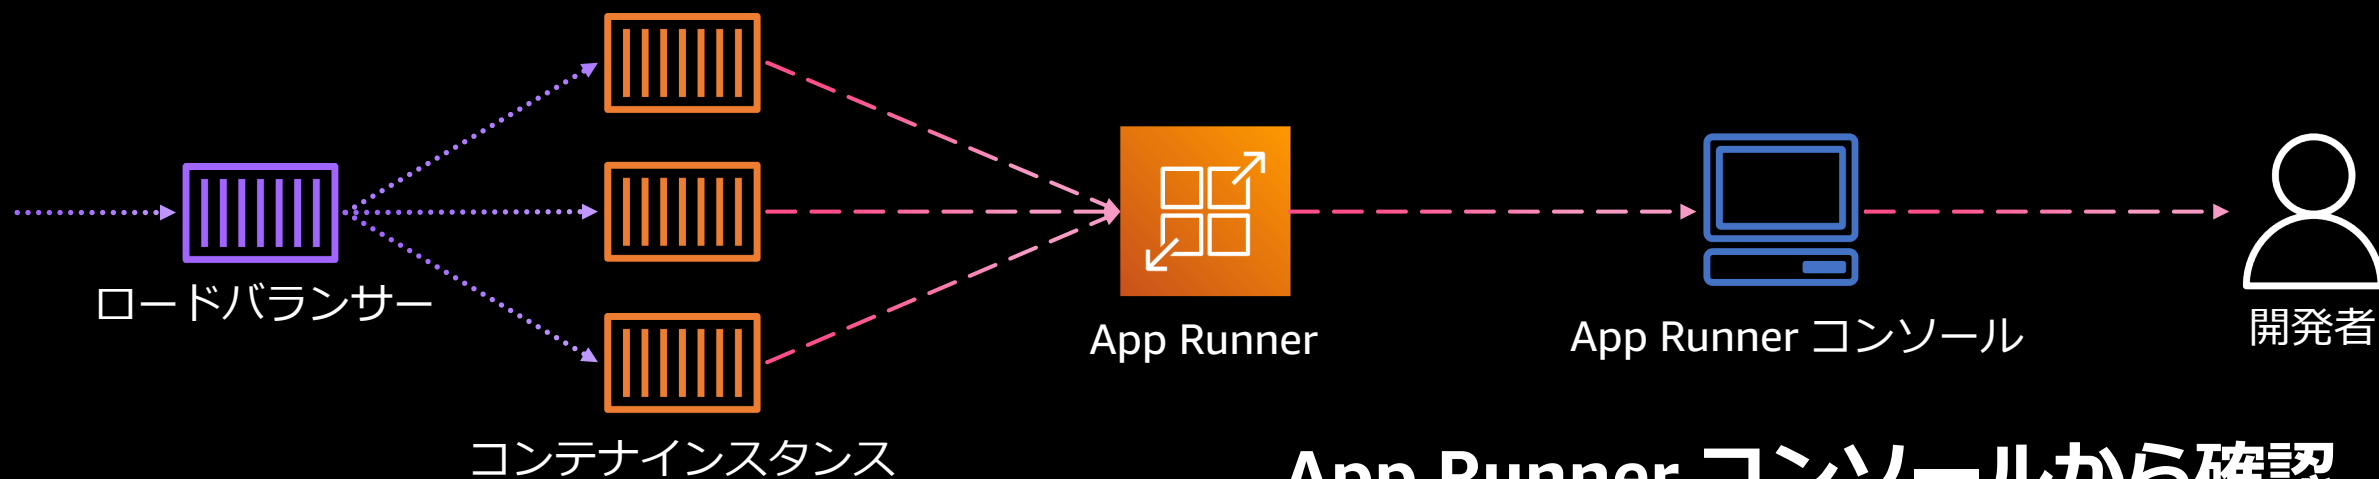 ロードバランサー
コンテナインスタンス
App Runner
App Runner コンソール
開発者
App Runner コンソールから確認